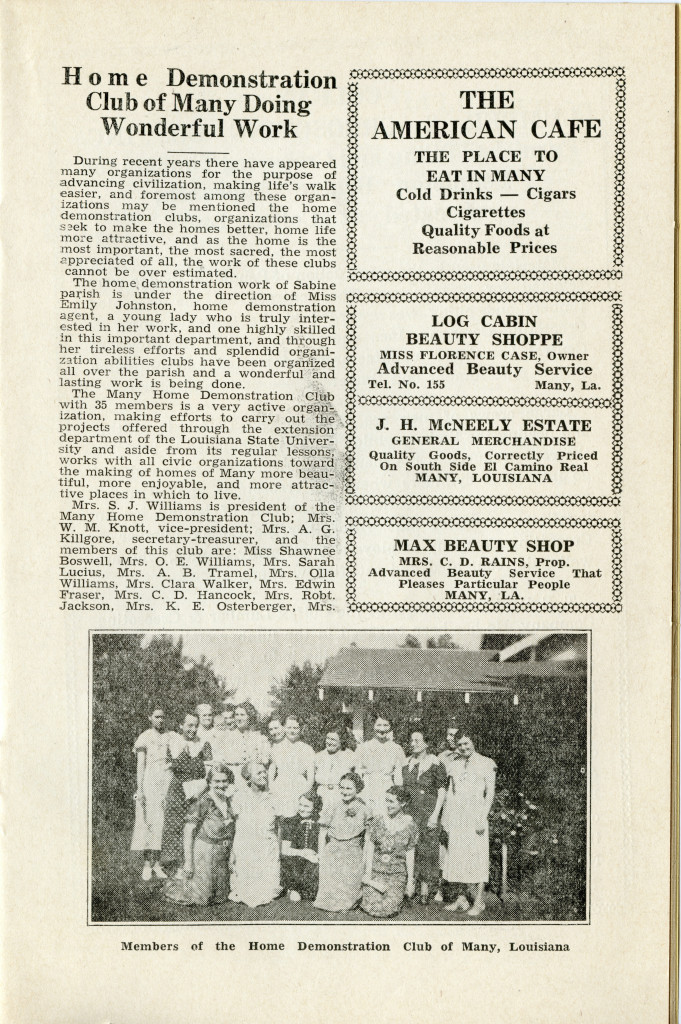 Home Demonstration
Club of Many Doing
Wonderful Work
During recent years there have appeared
many organizations for the purpose of
advancing civilization, making life's walk
easier, and foremost among these organ-
izations may be mentioned the home
demonstration clubs, organizations that
seek to make the homes better, home life
more attractive, and as the home is the
most important, the most sacred, the most
appreciated of all, the work of these clubs
cannot be over estimated.
The home demonstration work of Sabine
parish is under the direction of Miss
Emily Johnston, home demonstration
agent, a young lady who is truly inter-
ested in her work, and one highly skilled
in this important department, and through
her tireless efforts and splendid organi-
zation abilities clubs have been organized
all over the parish and a wonderful and
lasting work is being done.
The Many Home Demonstration Club
with 35 members is a very active organ-
ization, making efforts to carry out the
projects offered through the extension
department of the Louisiana State Univer-
sity and aside from its regular lessons,
works with all civic organizations toward
the making of homes of Many more beau-
tiful, more enjoyable, and more attrac-
tive places in which to live.
Mrs. S. J. Williams is president of the
Many Home Demonstration Club; Mrs.
W. M. Knott, vice-president; Mrs. A. G.
Killgore, secretary-treasurer, and the
members of this club are: Miss Shawnee
Boswell, Mrs. O. E. Williams, Mrs. Sarah
Lucius, Mrs. A. B. Tramel, Mrs. Olla
Williams, Mrs. Clara Walker, Mrs. Edwin
Fraser, Mrs. C. D. Hancock, Mrs. Robt.
Jackson, Mrs. K. E. Osterberger, Mrs.
THE
AMERICAN CAFE
THE PLACE TO
EAT IN MANY
Cold Drinks — Cigars
Cigarettes
Quality Foods at
Reasonable Prices
LOG CABIN
BEAUTY SHOPPE
MISS FLORENCE CASE, Owner
Advanced Beauty Service
Tel. No. 155 Many, La.
J. H. McNEELY ESTATE
GENERAL MERCHANDISE
Quality Goods, Correctly Priced
On South Side El Camino Real
MANY, LOUISIANA
MAX BEAUTY SHOP
MRS. C. D. RAINS, Prop.
Advanced Beauty Service That
Pleases Particular People
MANY, LA.
Members of the Home Demonstration Club of Many, Louisiana